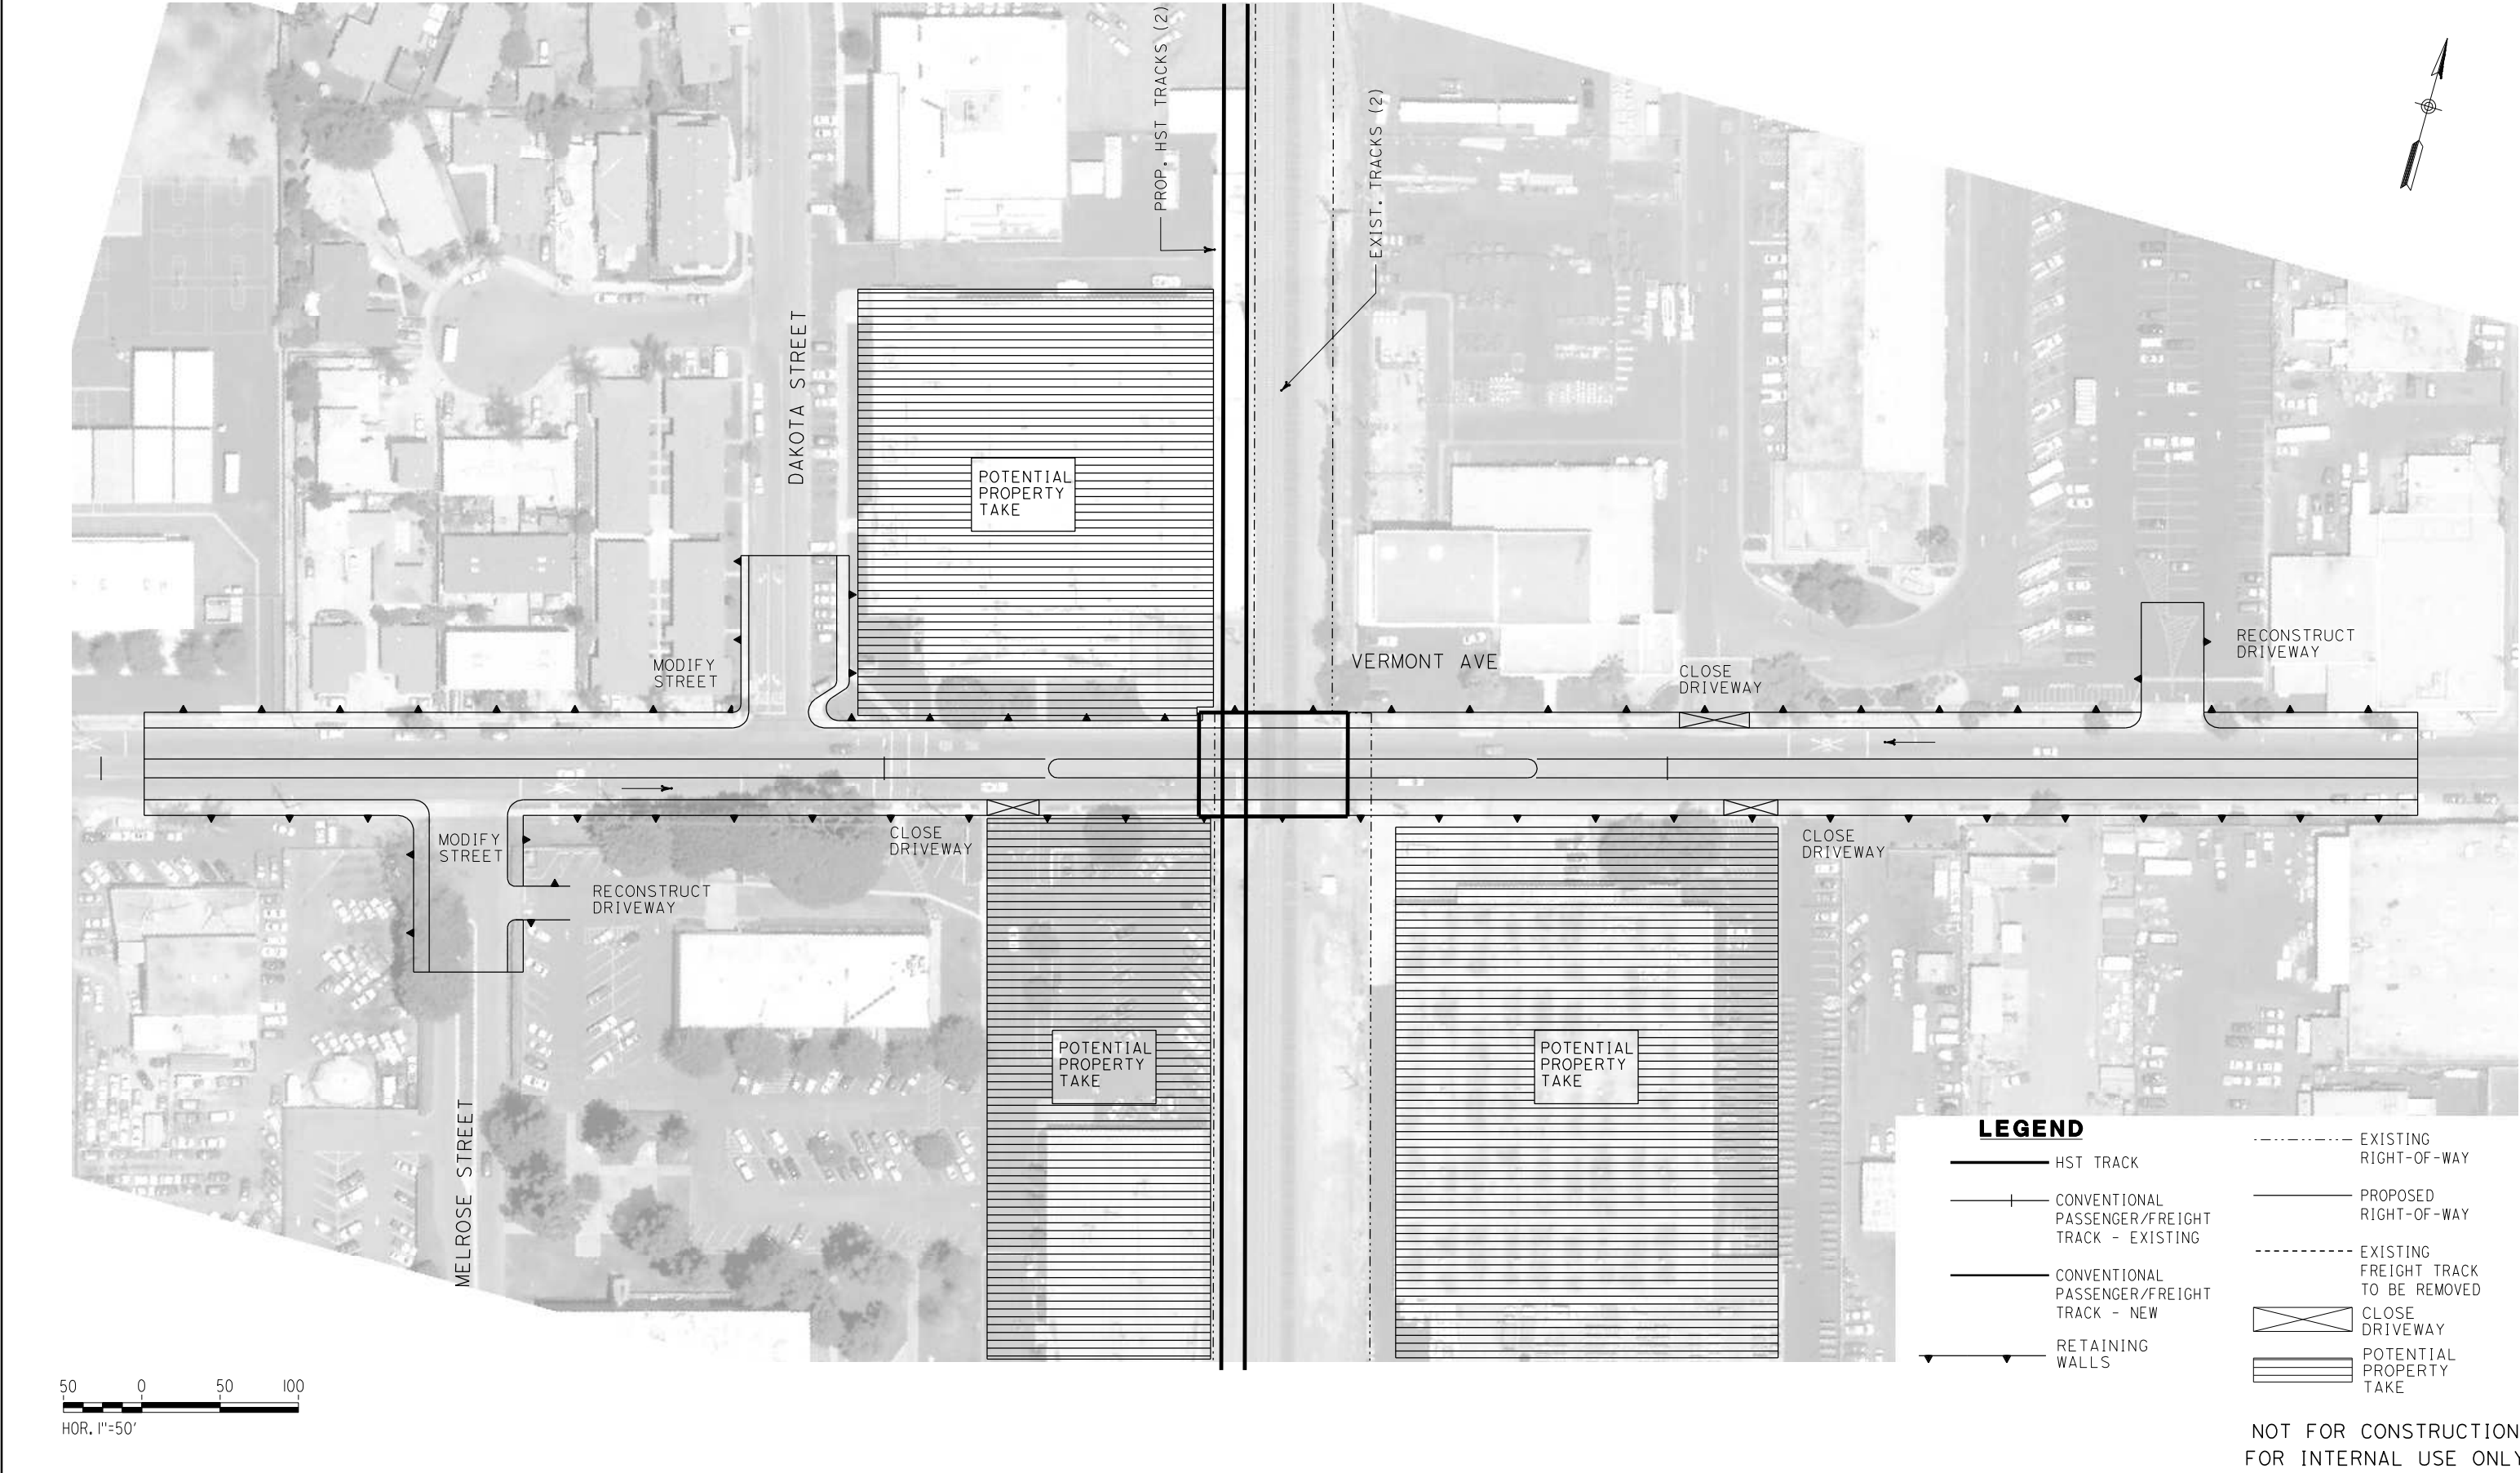 PROP. HST TRACKS (2)
EXIST. TRACKS (2)
DAKOTA STREET
POTENTIAL
PROPERTY
TAKE
MODIFY
STREET
VERMONT AVE
CLOSE
DRIVEWAY
RECONSTRUCT
DRIVEWAY
MODIFY
STREET
CLOSE
DRIVEWAY
CLOSE
DRIVEWAY
RECONSTRUCT
DRIVEWAY
POTENTIAL
PROPERTY
TAKE
POTENTIAL
PROPERTY
TAKE
MELROSE STREET
LEGEND
HST TRACK
CONVENTIONAL
PASSENGER/FREIGHT
TRACK - EXISTING
CONVENTIONAL
PASSENGER/FREIGHT
TRACK - NEW
RETAINING
WALLS
EXISTING
RIGHT-OF-WAY
PROPOSED
RIGHT-OF-WAY
EXISTING
FREIGHT TRACK
TO BE REMOVED
CLOSE
DRIVEWAY
POTENTIAL
PROPERTY
TAKE
50 0 50 100
HOR. 1"=50'
NOT FOR CONSTRUCTION
FOR INTERNAL USE ONLY